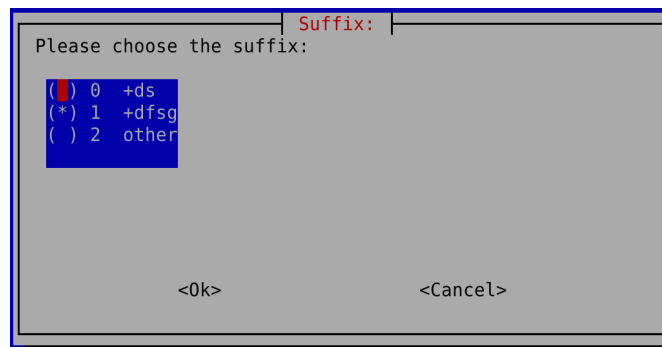 Suffix:
Please choose the suffix:
( ) 0 +ds
(*) 1 +dfsg
( ) 2 other
<Ok> <Cancel>